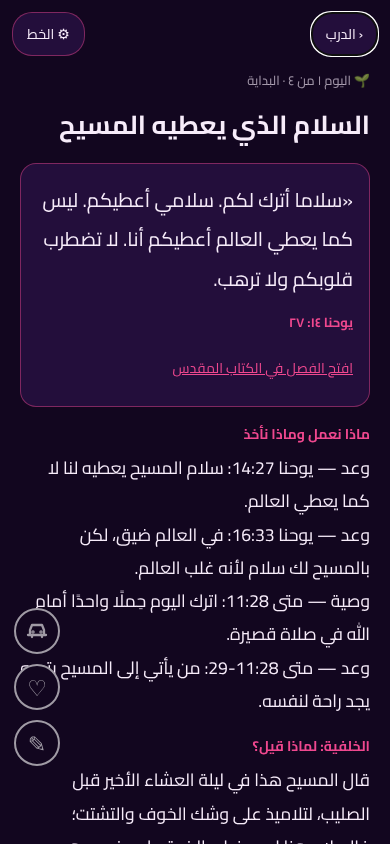 ‹ الدرب
⚙ الخط
🌱 اليوم ١ من ٤ · البداية
السلام الذي يعطيه المسيح
«سلاما أترك لكم. سلامي أعطيكم. ليس
كما يعطي العالم أعطيكم أنا. لا تضطرب
قلوبكم ولا ترهب.
يوحنا ١٤: ٢٧
افتح الفصل في الكتاب المقدس
ماذا نعمل وماذا نأخذ
وعد — يوحنا 14:27: سلام المسيح يعطيه لنا لا
كما يعطي العالم.
وعد — يوحنا 16:33: في العالم ضيق، لكن
بالمسيح لك سلام لأنه غلب العالم.
وصية — متى 11:28: اترك اليوم حملًا واحدًا أمام
الله في صلاة قصيرة.
وعد — متى 11:28-29: من يأتي إلى المسيح
يجد راحة لنفسه.
الخلفية: لماذا قيل؟
قال المسيح هذا في ليلة العشاء الأخير قبل
الصليب، لتلاميذ على وشك الخوف والتشتت؛